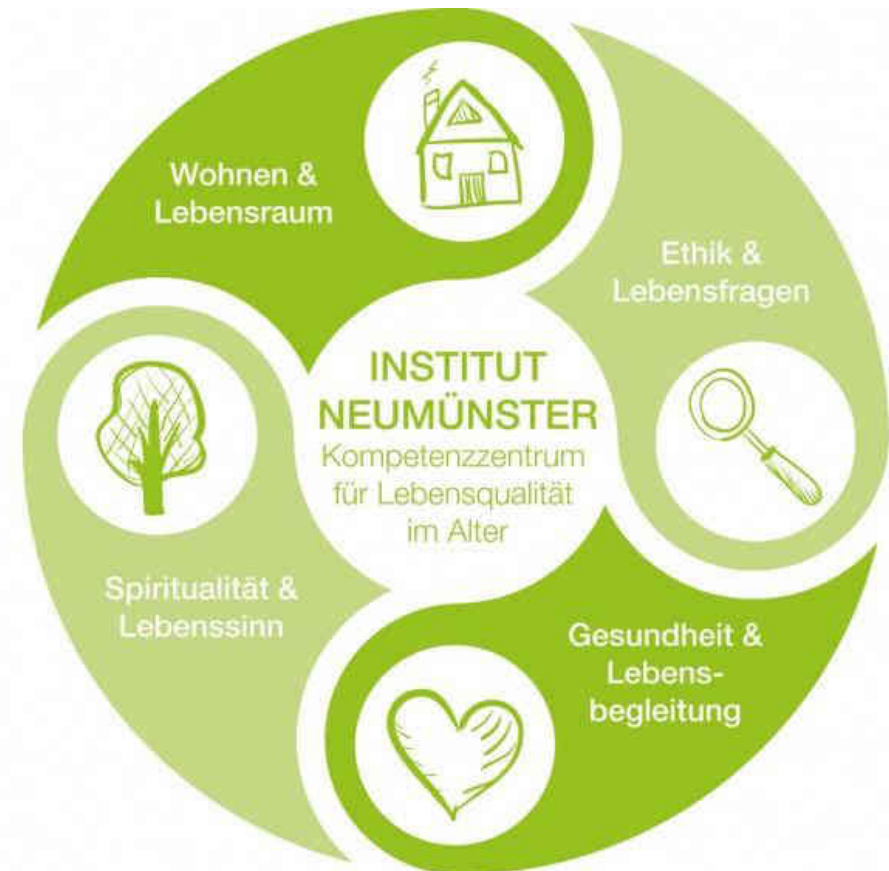 Wohnen &
Lebensraum
Ethik &
Lebensfragen
INSTITUT
NEUMÜNSTER
Kompetenzzentrum
für Lebensqualität
im Alter
Spiritualität &
Lebenssinn
Gesundheit &
Lebens-
begleitung